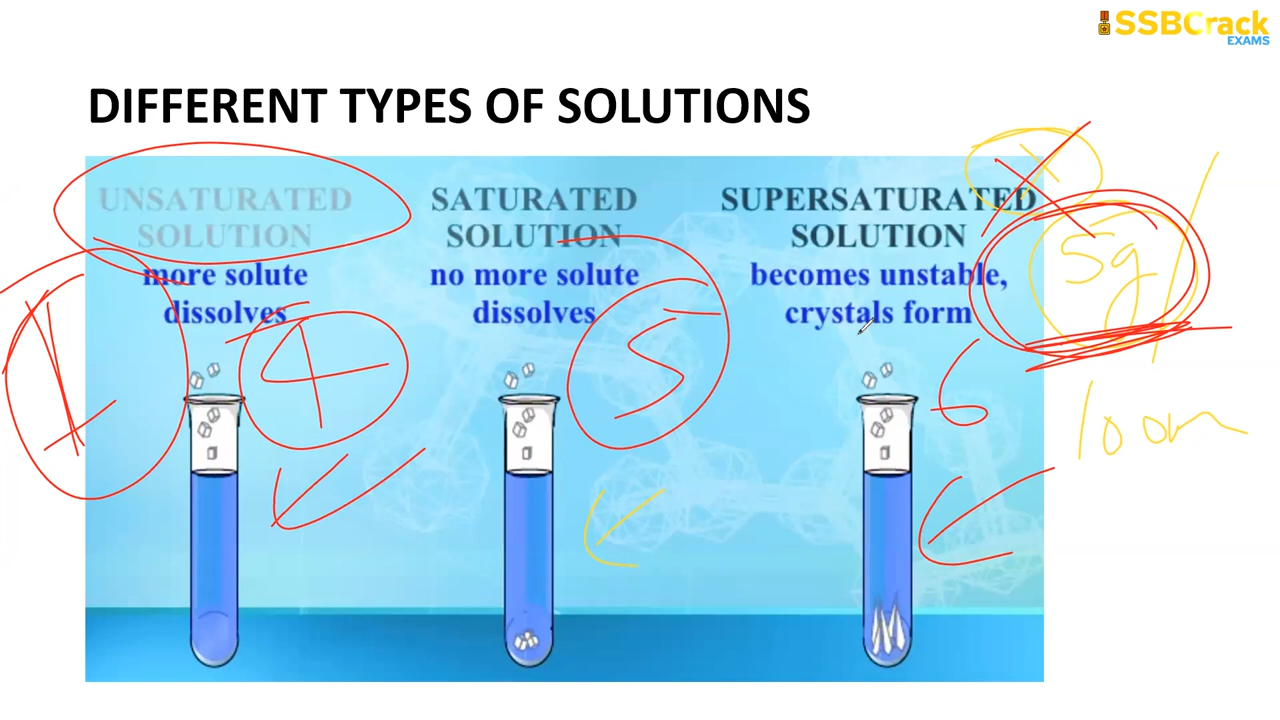 SSBCrack
EXAMS
DIFFERENT TYPES OF SOLUTIONS
UNSATURATED
SOLUTION
more solute
dissolves
SATURATED
SOLUTION
no more solute
dissolves
SUPERSATURATED
SOLUTION
becomes unstable,
crystals form
4
5
6
5g